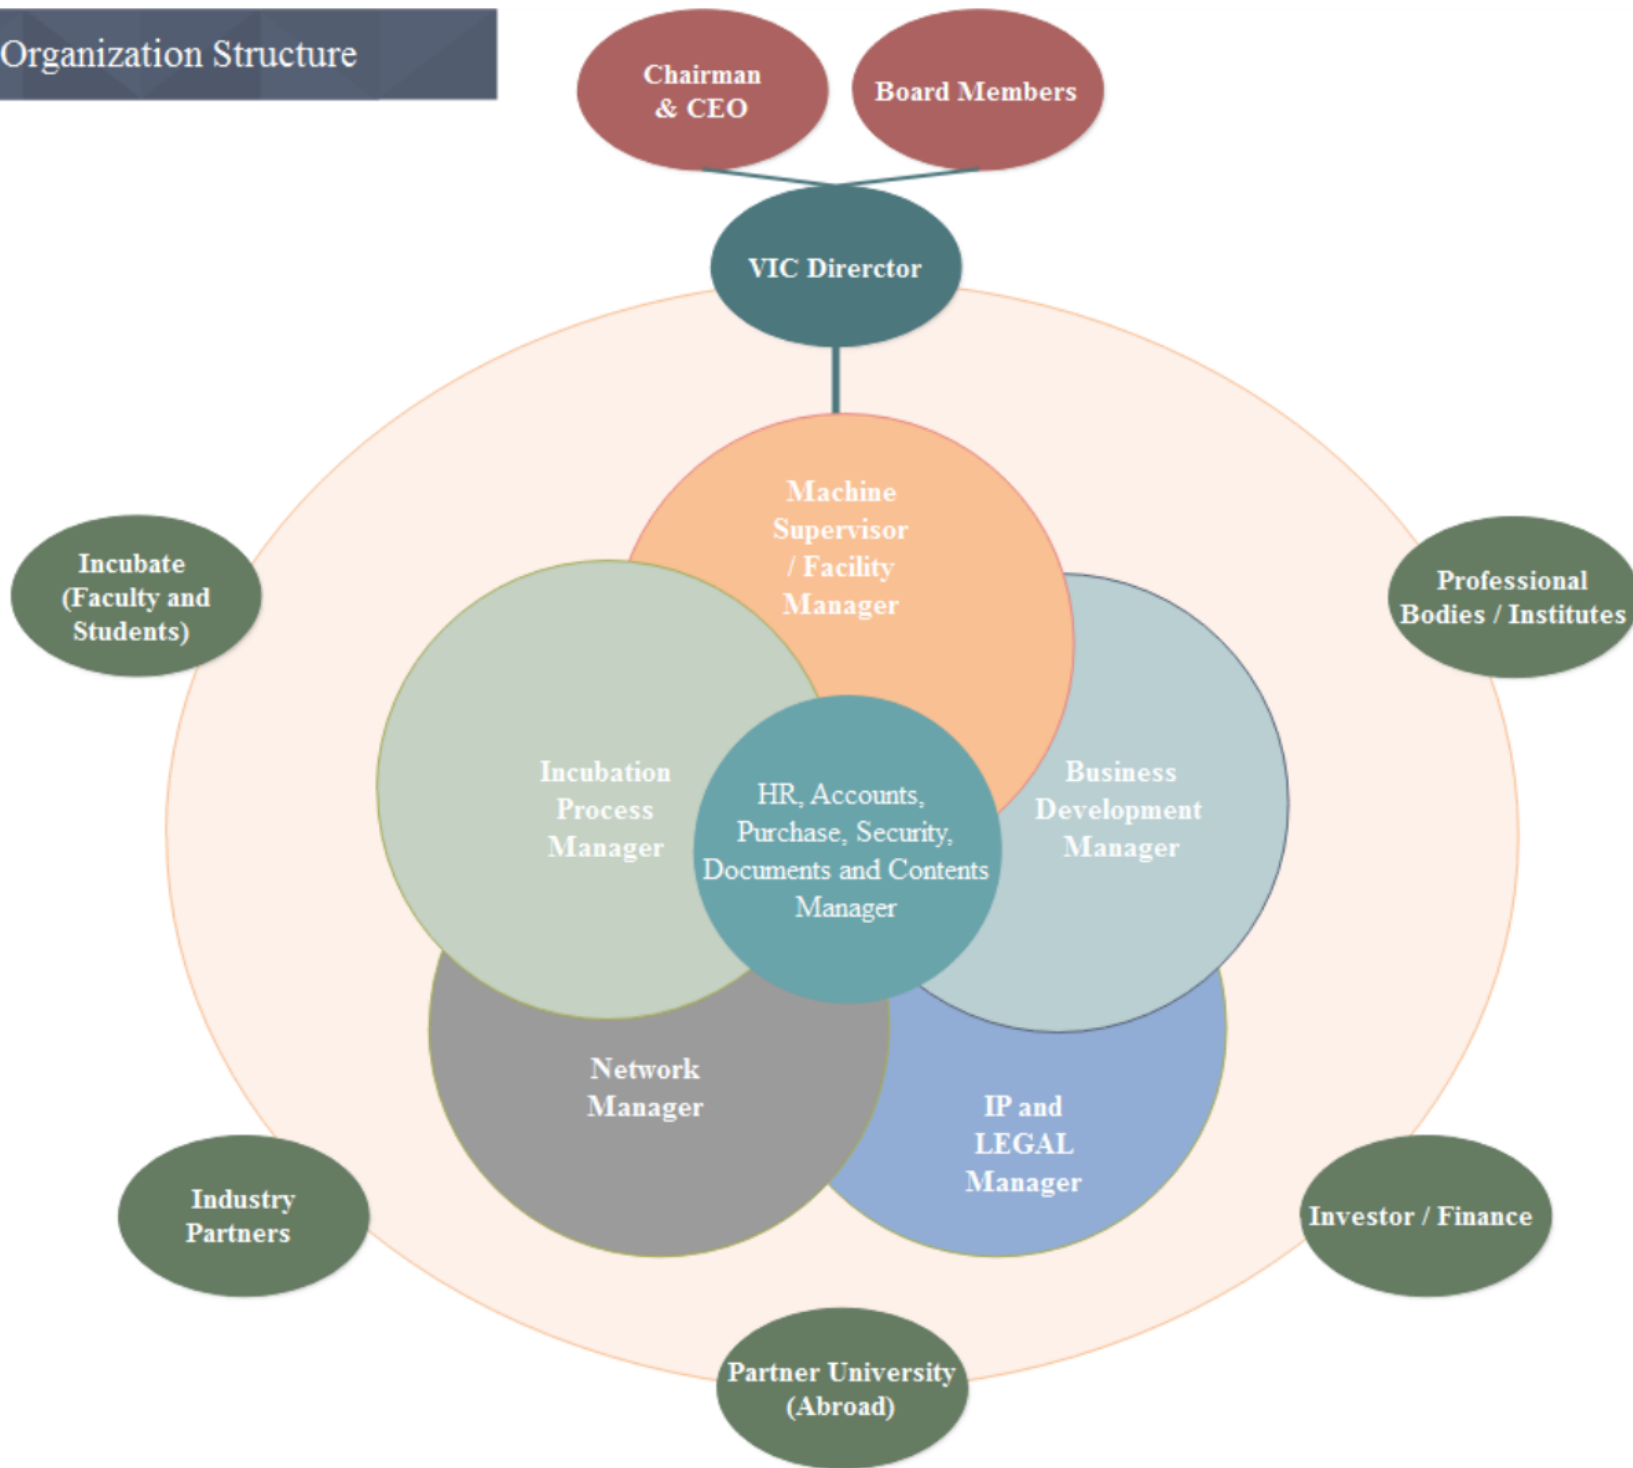 Organization Structure
Chairman
& CEO
Board Members
VIC Direrctor
Machine
Supervisor
/ Facility
Manager
Incubate
(Faculty and
Students)
Professional
Bodies / Institutes
Incubation
Process
Manager
HR, Accounts,
Purchase, Security,
Documents and Contents
Manager
Business
Development
Manager
Network
Manager
IP and
LEGAL
Manager
Industry
Partners
Investor / Finance
Partner University
(Abroad)